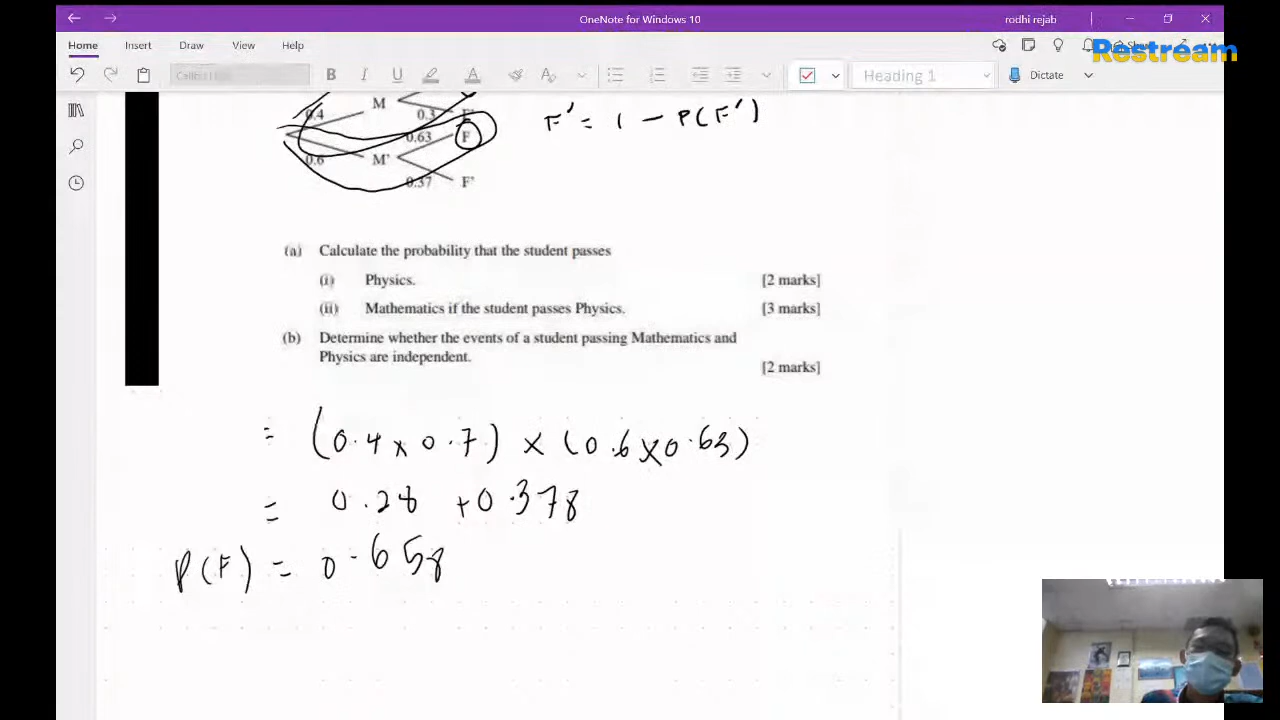 OneNote for Windows 10
rodhi rejab
Home Insert Draw View Help
Restream
B I U A Heading 1 Dictate
0.4 M 0.3
F' = 1 - P(F')
0.63 F
0.6 M'
0.37 F'
(a) Calculate the probability that the student passes
(i) Physics. [2 marks]
(ii) Mathematics if the student passes Physics. [3 marks]
(b) Determine whether the events of a student passing Mathematics and
Physics are independent.
[2 marks]
= (0.4 x 0.7) x (0.6 x 0.63)
= 0.28 + 0.378
P(F) = 0.658